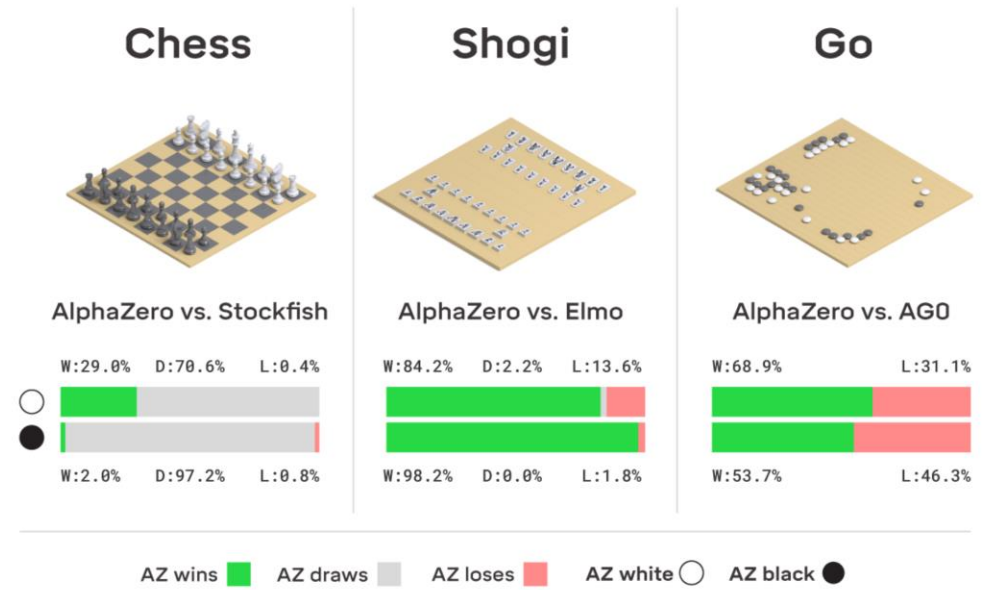 Chess
Shogi
Go
AlphaZero vs. Stockfish
AlphaZero vs. Elmo
AlphaZero vs. AG0
W:29.0% D:70.6% L:0.4%
W:84.2% D:2.2% L:13.6%
W:68.9% L:31.1%
W:2.0% D:97.2% L:0.8%
W:98.2% D:0.0% L:1.8%
W:53.7% L:46.3%
AZ wins AZ draws AZ loses AZ white AZ black